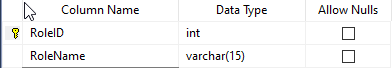 Column Name Data Type Allow Nulls
RoleID int
RoleName varchar(15)